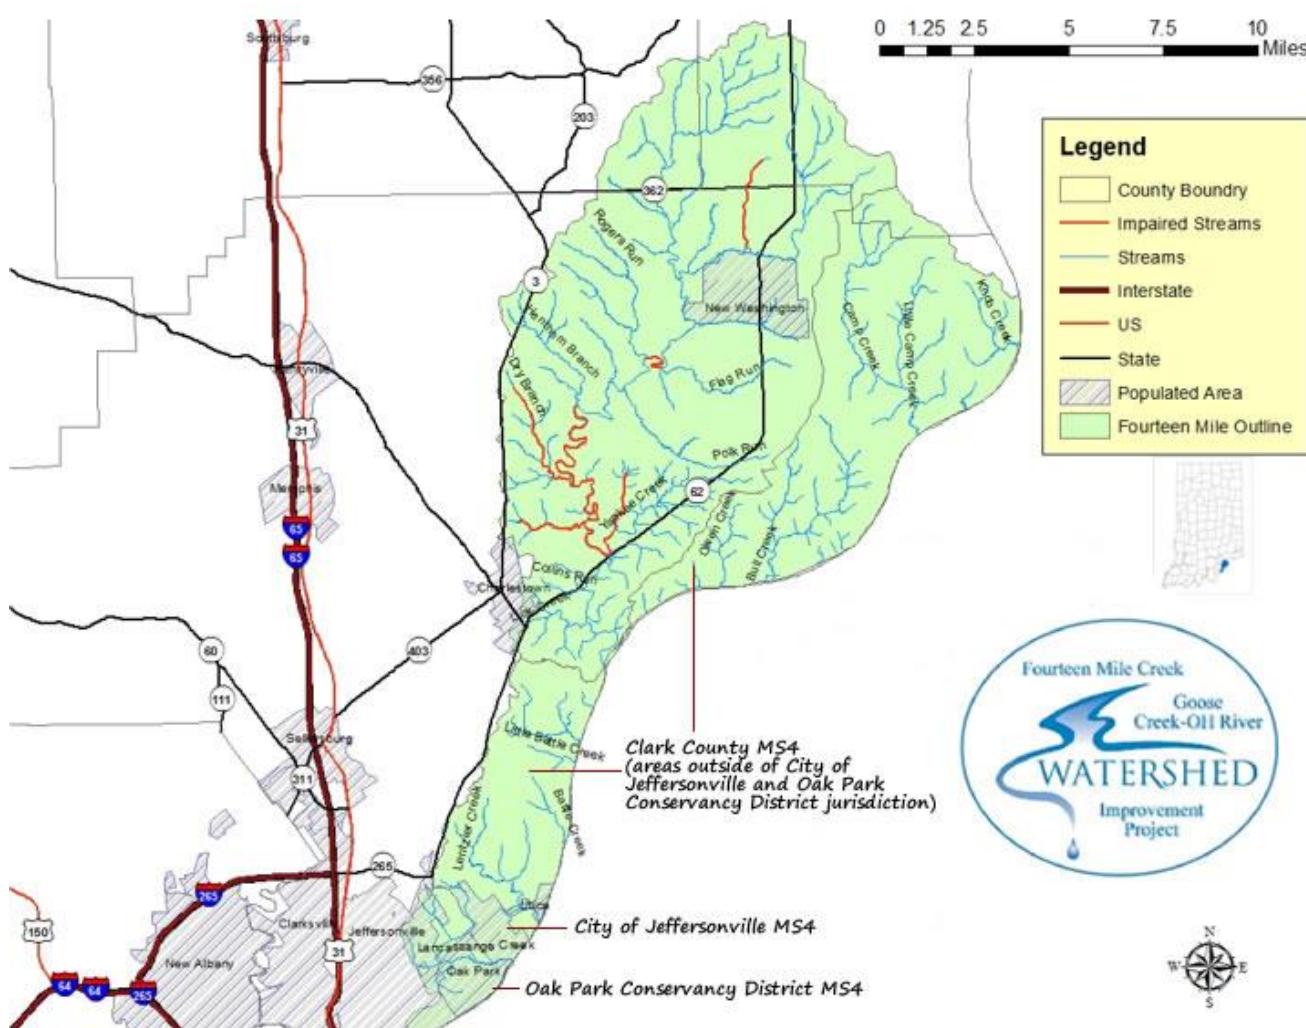 Scottsburg
0 1.25 2.5 5 7.5 10
Miles
356
203
Legend
County Boundry
Impaired Streams
Streams
Interstate
US
State
Populated Area
Fourteen Mile Outline
362
Rogers Run
3
New Washington
Knob Creek
Camp Creek
Little Camp Creek
Dry Branch
Flag Run
31
Polk Run
62
Memphis
65
65
Yankee Creek
Owen Creek
Bull Creek
Collins Run
Charlestown
60
403
111
Sellersburg
311
Little Battle Creek
Battle Creek
Lentzier Creek
Clark County MS4
(areas outside of City of
Jeffersonville and Oak Park
Conservancy District jurisdiction)
Fourteen Mile Creek
Goose
Creek-OH River
WATERSHED
Improvement
Project
265
265
150
Clarksville
Jeffersonville
31
New Albany
Utica
City of Jeffersonville MS4
Lancassange Creek
Oak Park
Oak Park Conservancy District MS4
64
64
265
N
W E
S